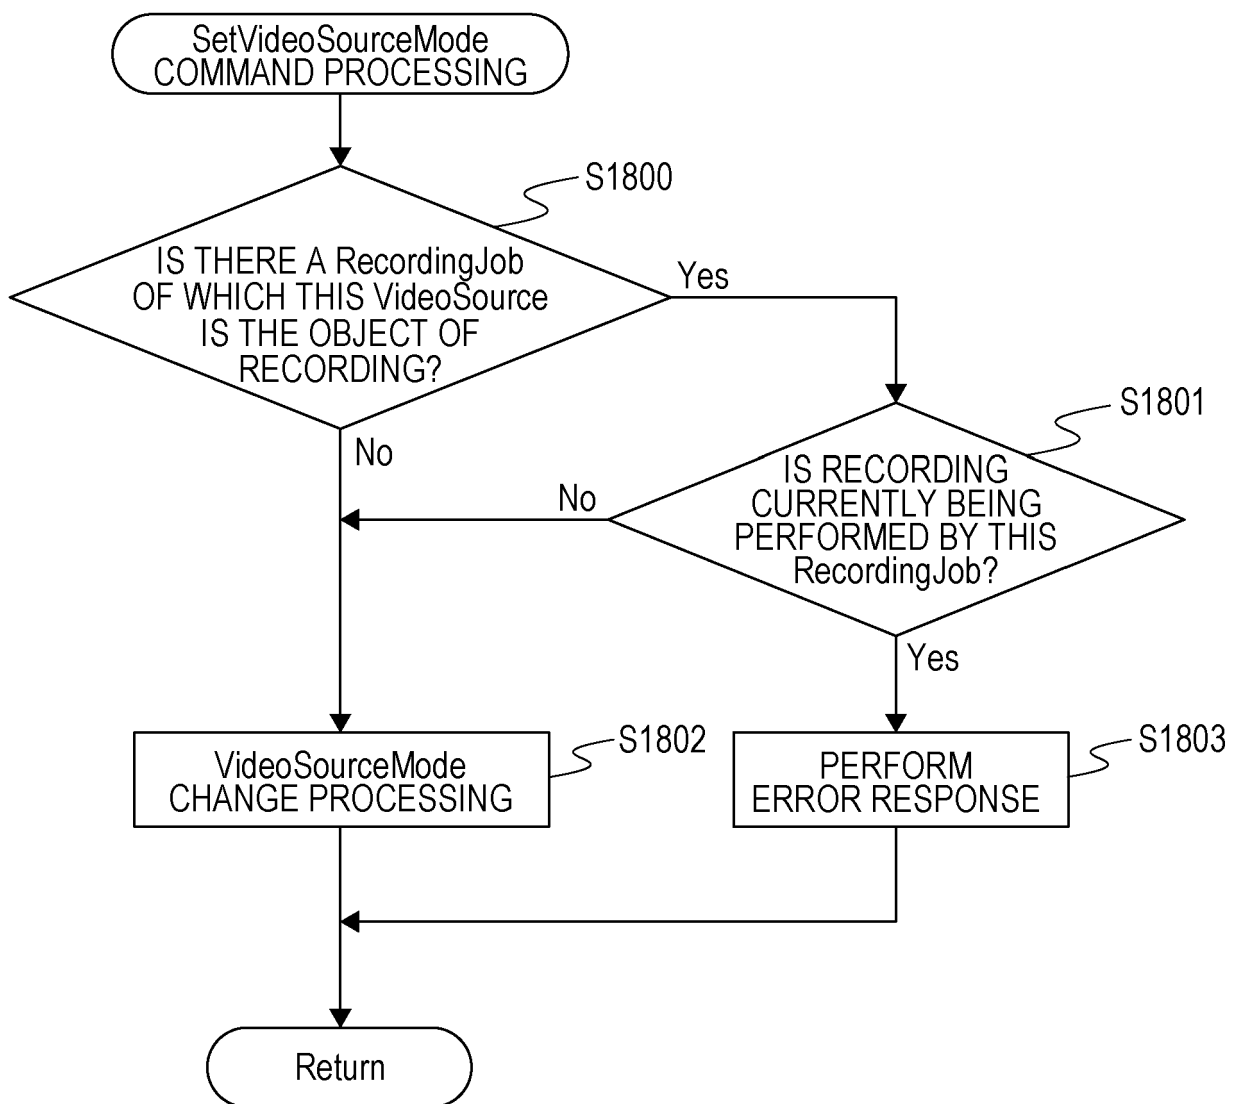 SetVideoSourceMode
COMMAND PROCESSING
S1800
IS THERE A RecordingJob
OF WHICH THIS VideoSource
IS THE OBJECT OF
RECORDING?
Yes
No
S1801
IS RECORDING
CURRENTLY BEING
PERFORMED BY THIS
RecordingJob?
No
Yes
VideoSourceMode
CHANGE PROCESSING
S1802
PERFORM
ERROR RESPONSE
S1803
Return